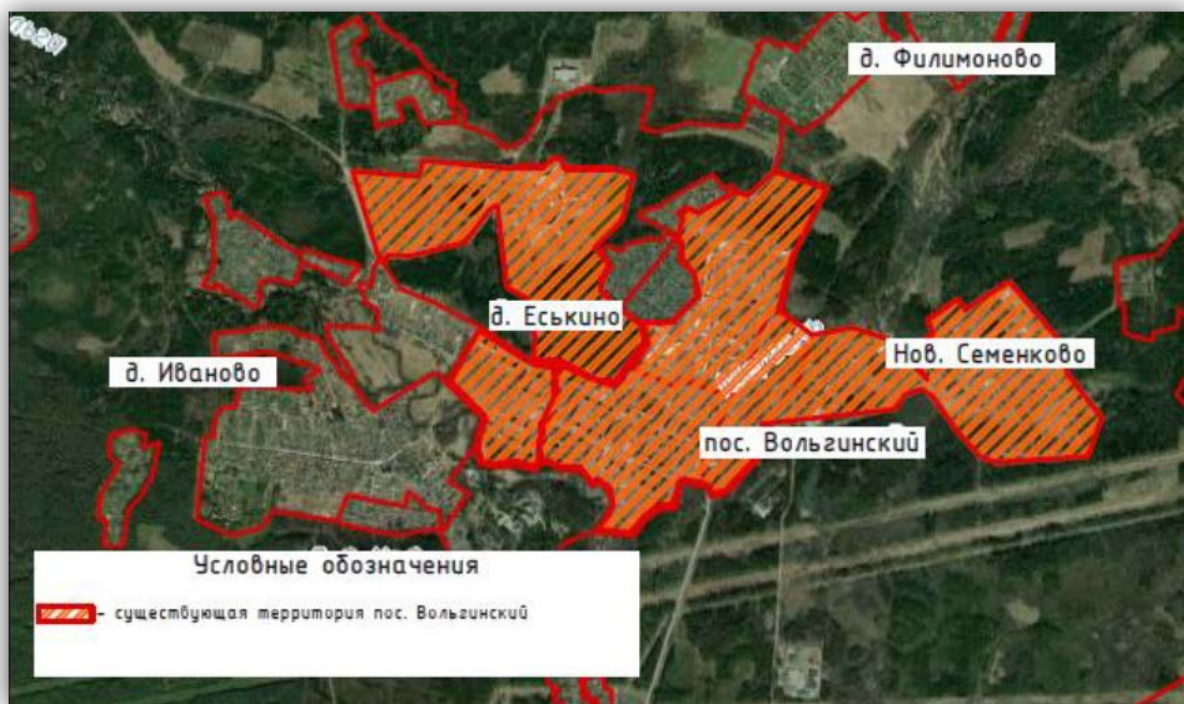 д. Филимоново
д. Еськино
Нов. Семенково
д. Иваново
пос. Вольгинский
Условные обозначения
- существующая территория пос. Вольгинский